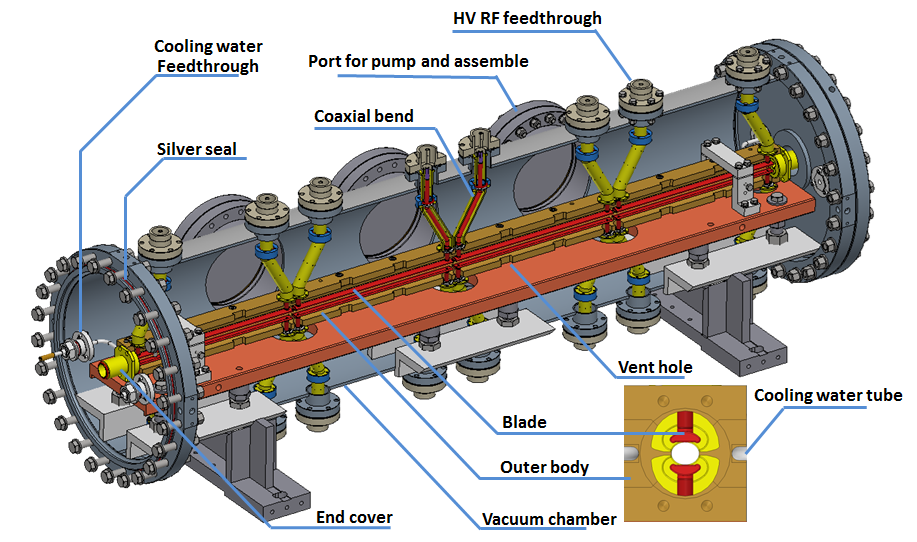 HV RF feedthrough
Cooling water
Feedthrough
Port for pump and assemble
Coaxial bend
Silver seal
Vent hole
Cooling water tube
Blade
Outer body
End cover
Vacuum chamber